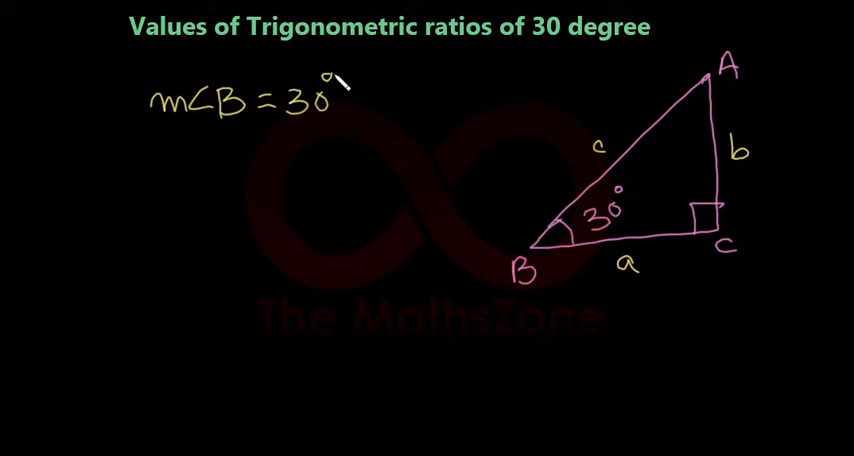 Values of Trigonometric ratios of 30 degree
A
m∠B = 30°
c
b
30°
C
B
a
The MathsZone